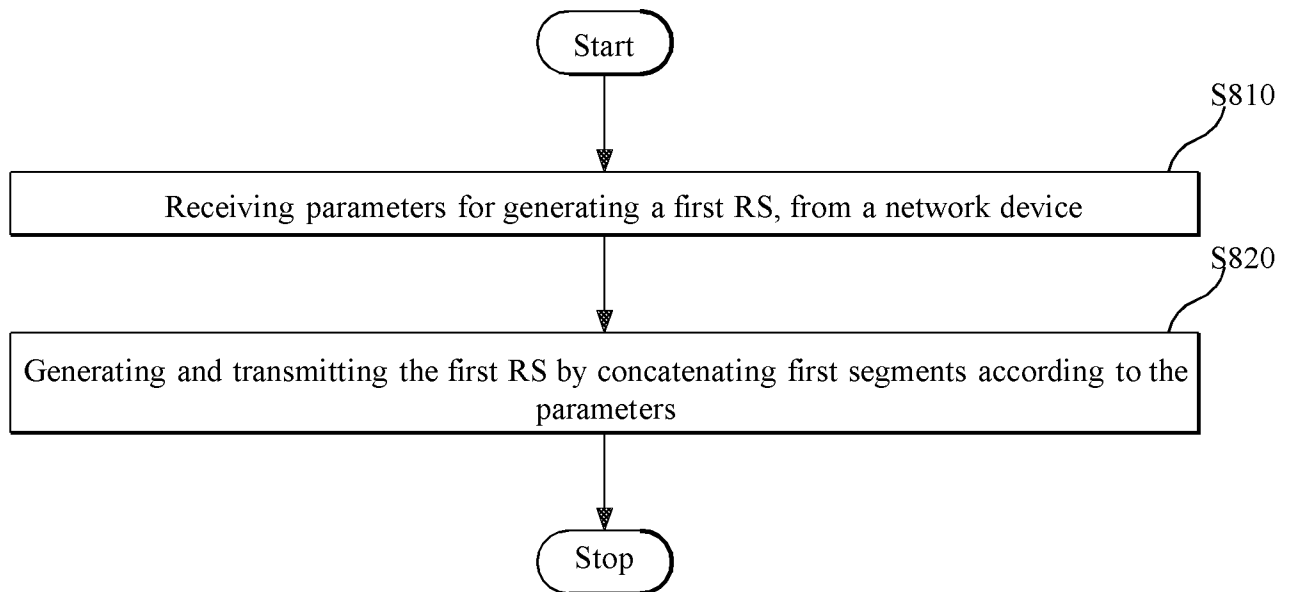 Start
S810
Receiving parameters for generating a first RS, from a network device
S820
Generating and transmitting the first RS by concatenating first segments according to the
parameters
Stop